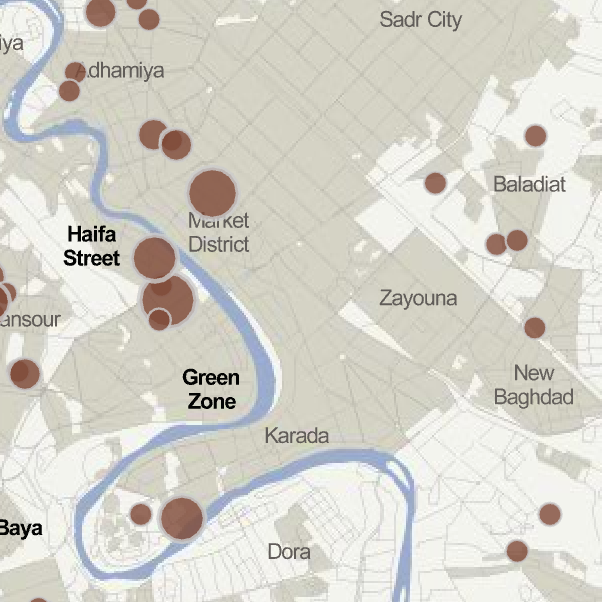 Sadr City
iya
Adhamiya
Baladiat
Market
District
Haifa
Street
Zayouna
ansour
New
Baghdad
Green
Zone
Karada
Baya
Dora